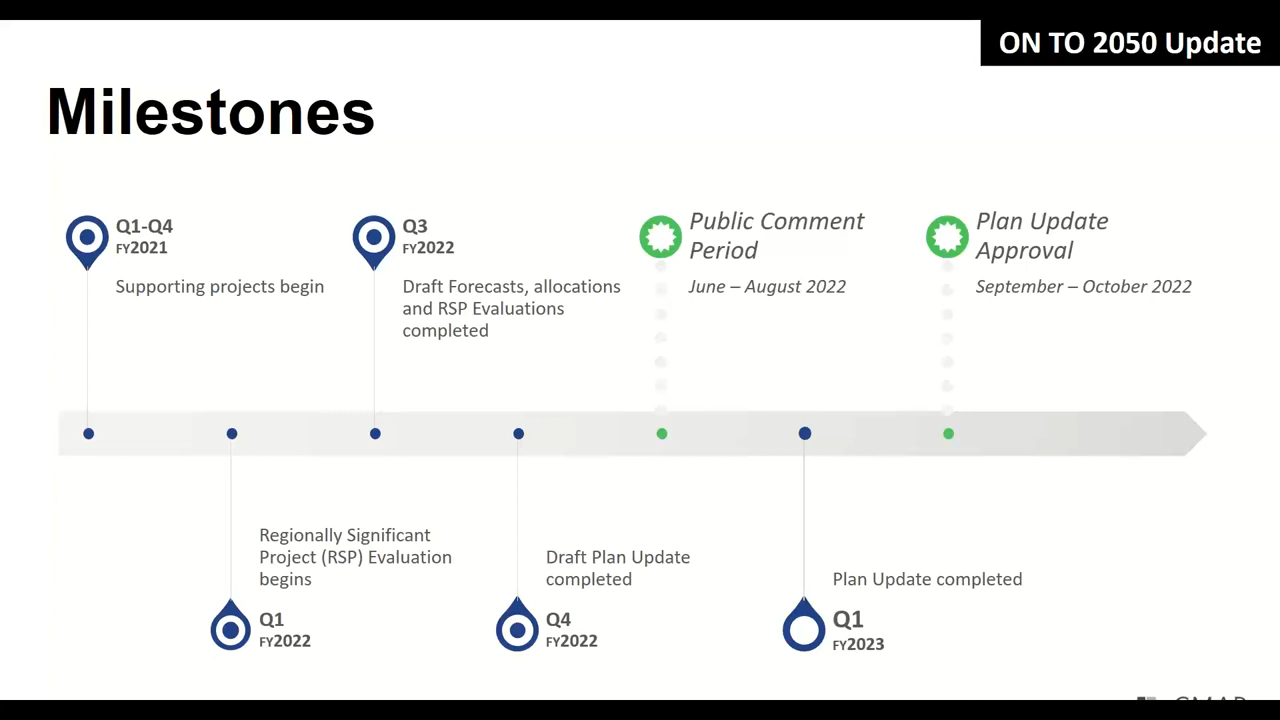 ON TO 2050 Update
Milestones
Q1-Q4
FY2021
Supporting projects begin
Q3
FY2022
Draft Forecasts, allocations
and RSP Evaluations
completed
Public Comment
Period
June – August 2022
Plan Update
Approval
September – October 2022
Regionally Significant
Project (RSP) Evaluation
begins
Q1
FY2022
Draft Plan Update
completed
Q4
FY2022
Plan Update completed
Q1
FY2023